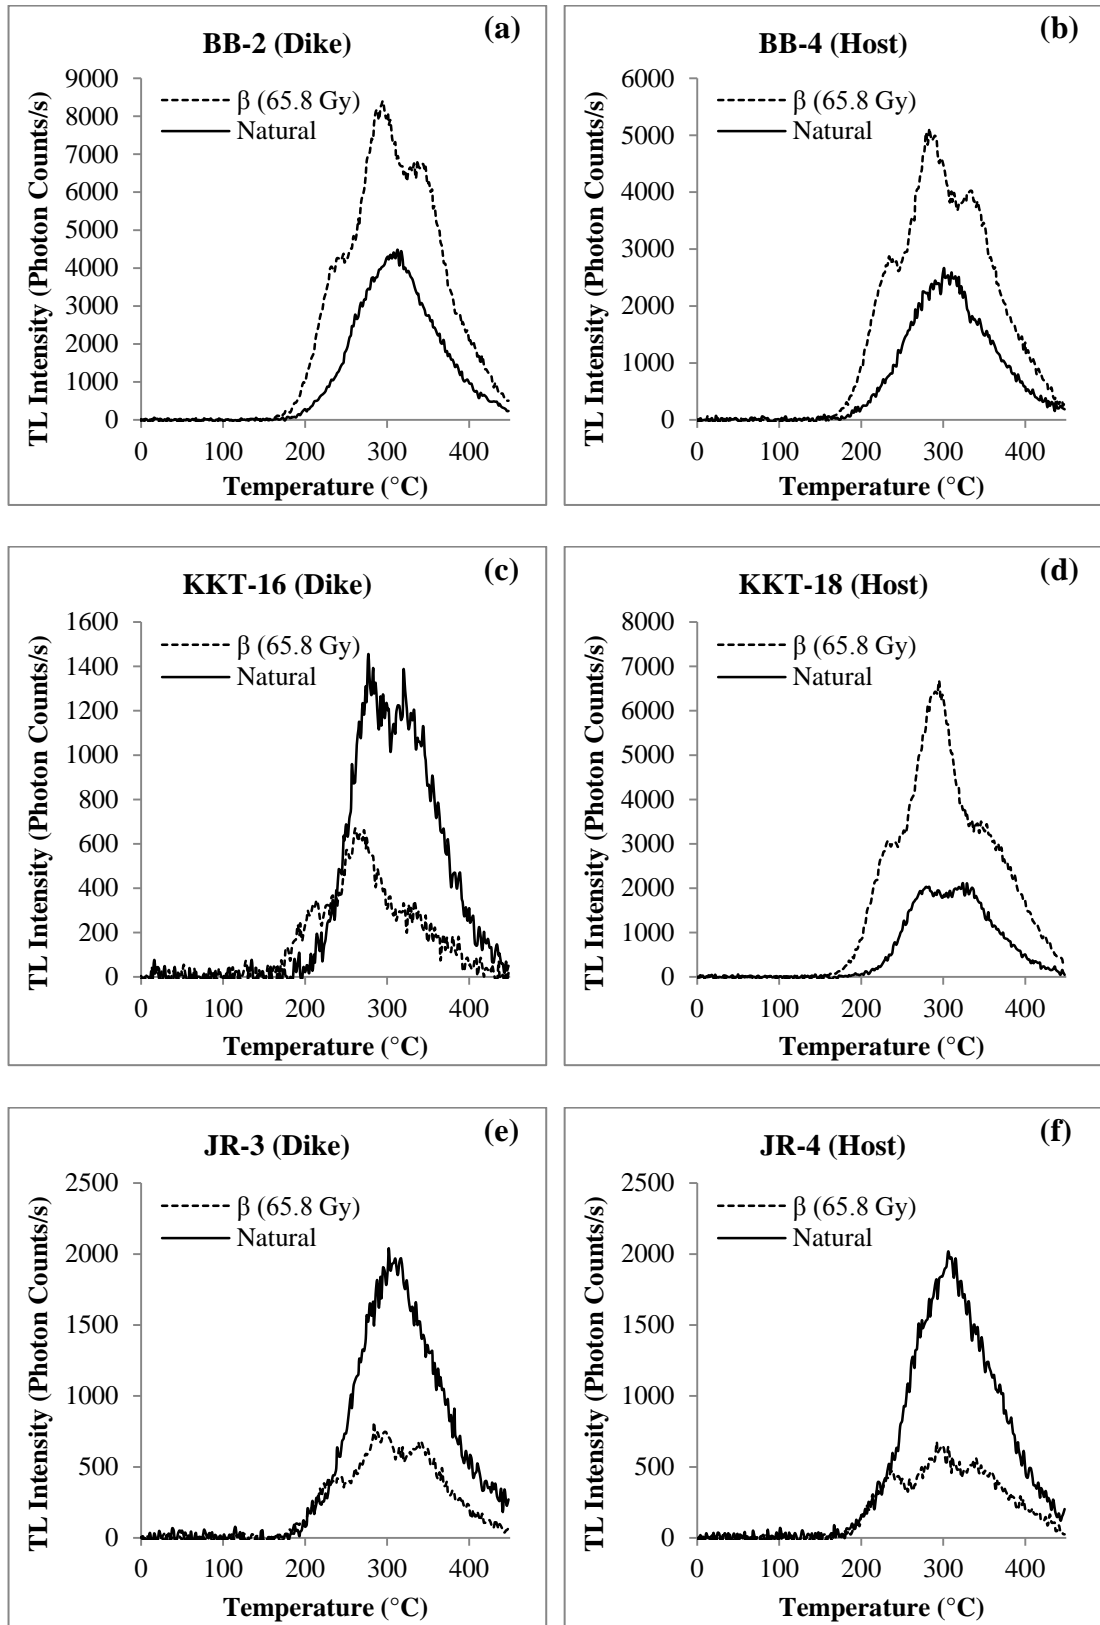 (a)
BB-2 (Dike)
TL Intensity (Photon Counts/s)
9000
8000
7000
6000
5000
4000
3000
2000
1000
0
β (65.8 Gy)
Natural
0 100 200 300 400
Temperature (°C)
(b)
BB-4 (Host)
TL Intensity (Photon Counts/s)
6000
5000
4000
3000
2000
1000
0
β (65.8 Gy)
Natural
0 100 200 300 400
Temperature (°C)
(c)
KKT-16 (Dike)
TL Intensity (Photon Counts/s)
1600
1400
1200
1000
800
600
400
200
0
β (65.8 Gy)
Natural
0 100 200 300 400
Temperature (°C)
(d)
KKT-18 (Host)
TL Intensity (Photon Counts/s)
8000
7000
6000
5000
4000
3000
2000
1000
0
β (65.8 Gy)
Natural
0 100 200 300 400
Temperature (°C)
(e)
JR-3 (Dike)
TL Intensity (Photon Counts/s)
2500
2000
1500
1000
500
0
β (65.8 Gy)
Natural
0 100 200 300 400
Temperature (°C)
(f)
JR-4 (Host)
TL Intensity (Photon Counts/s)
2500
2000
1500
1000
500
0
β (65.8 Gy)
Natural
0 100 200 300 400
Temperature (°C)